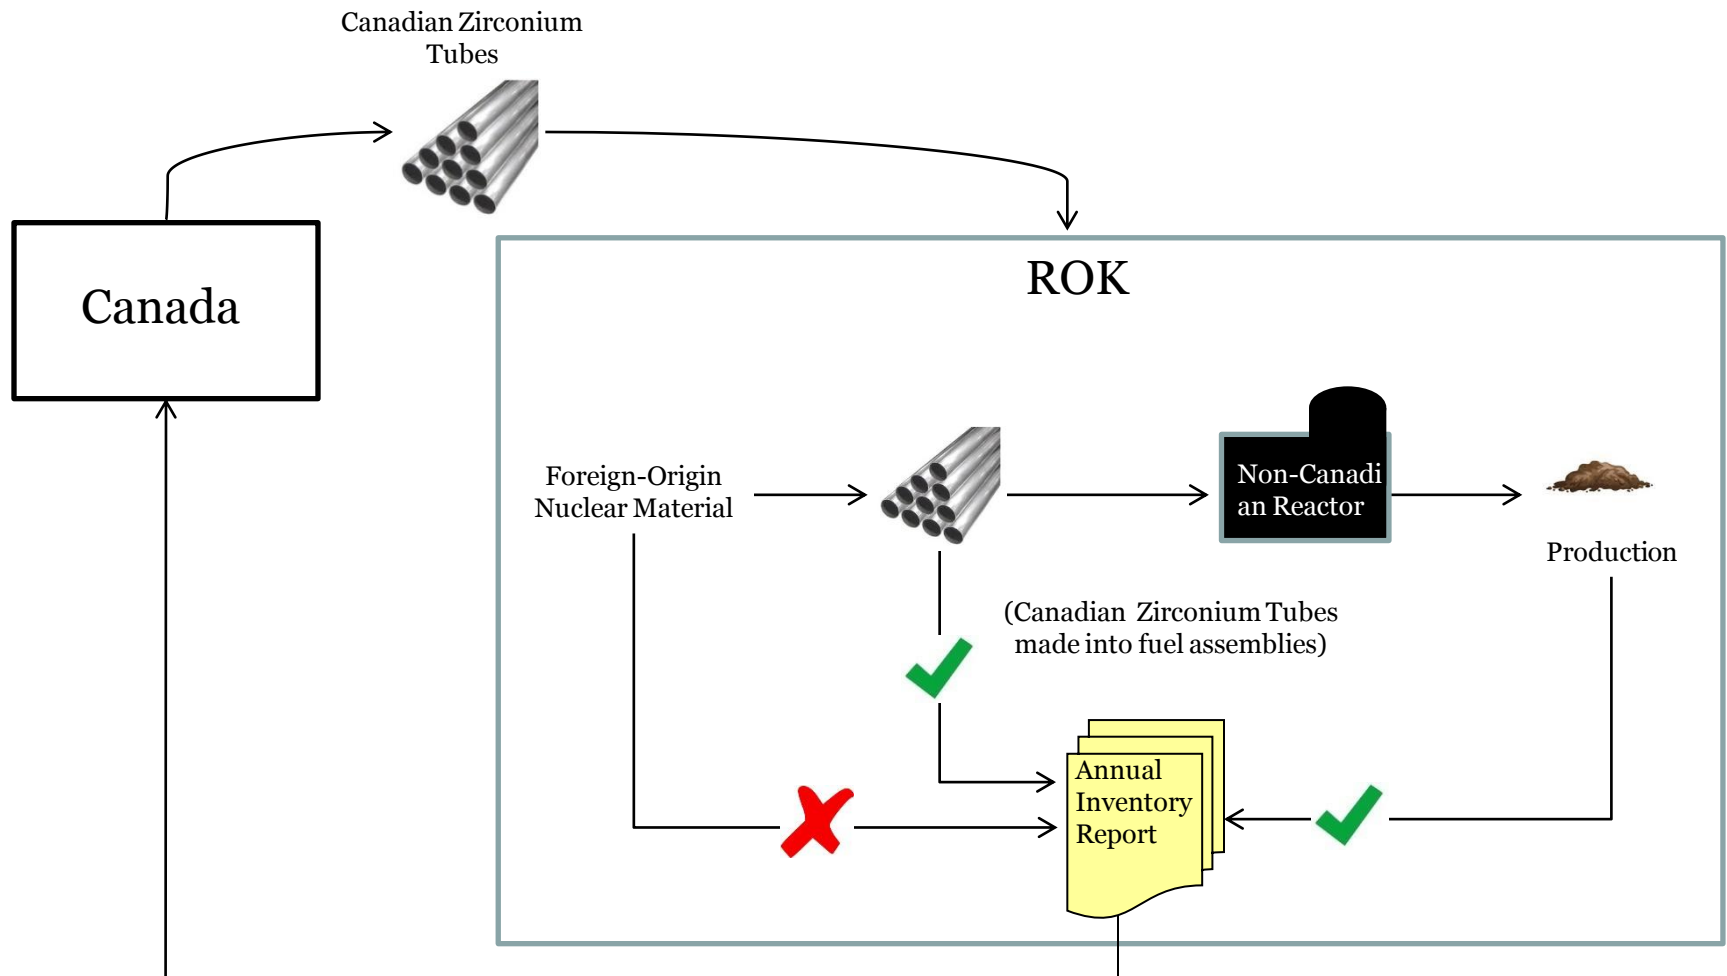 Canadian Zirconium
Tubes
Canada
ROK
Foreign-Origin
Nuclear Material
Non-Canadi
an Reactor
Production
(Canadian Zirconium Tubes
made into fuel assemblies)
Annual
Inventory
Report